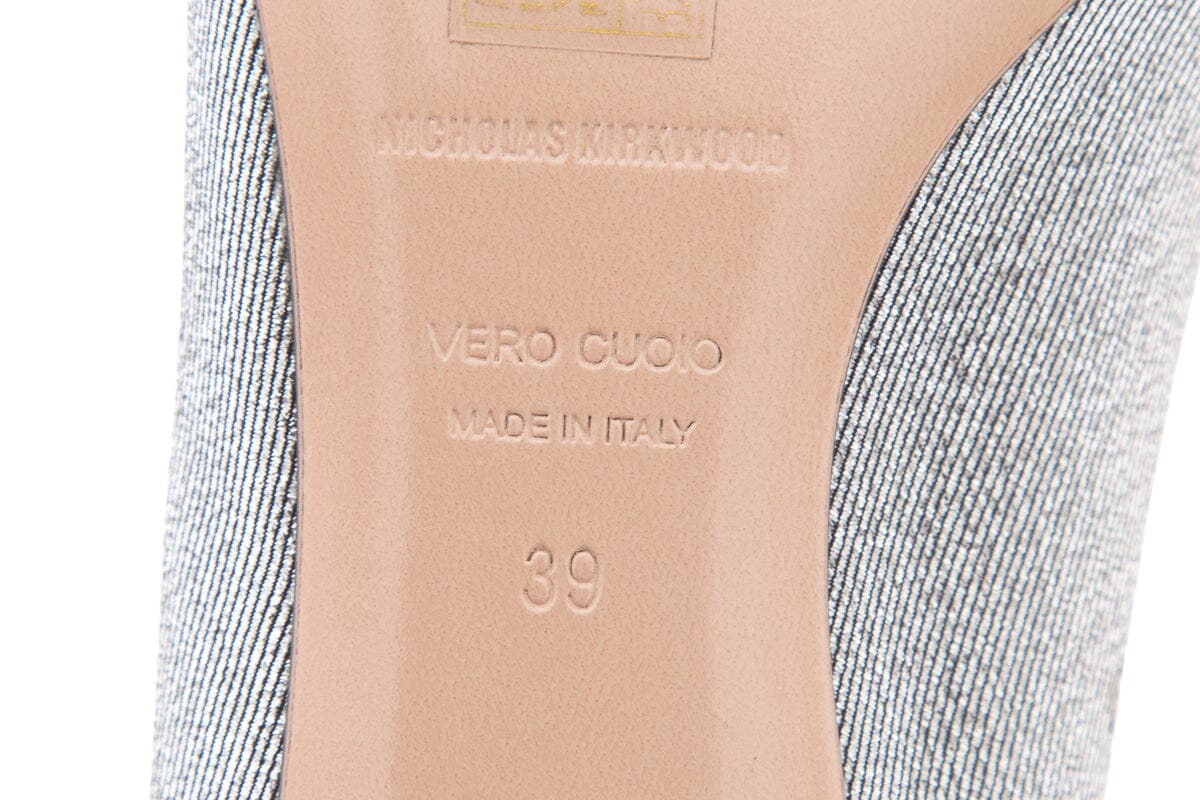 NICHOLAS KIRKWOOD
VERO CUOIO
MADE IN ITALY
39